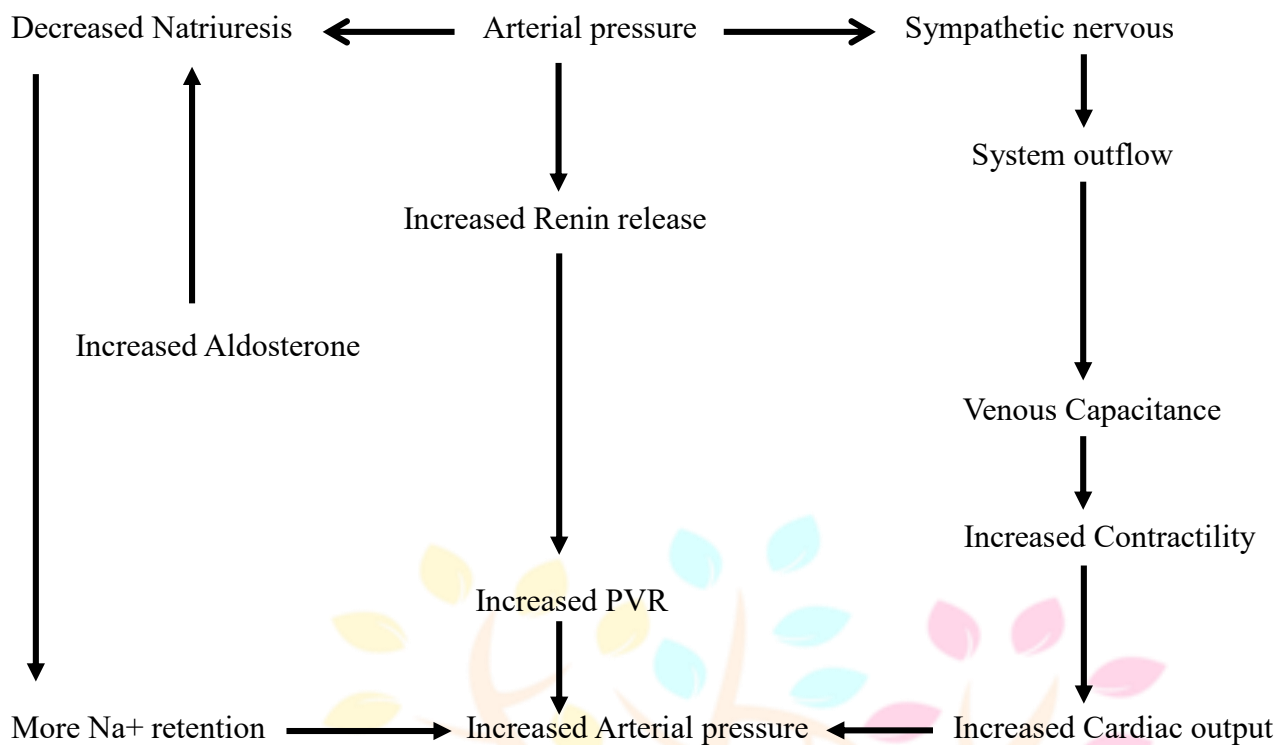 Decreased Natriuresis
Arterial pressure
Sympathetic nervous
System outflow
Increased Renin release
Increased Aldosterone
Venous Capacitance
Increased Contractility
Increased PVR
More Na+ retention
Increased Arterial pressure
Increased Cardiac output